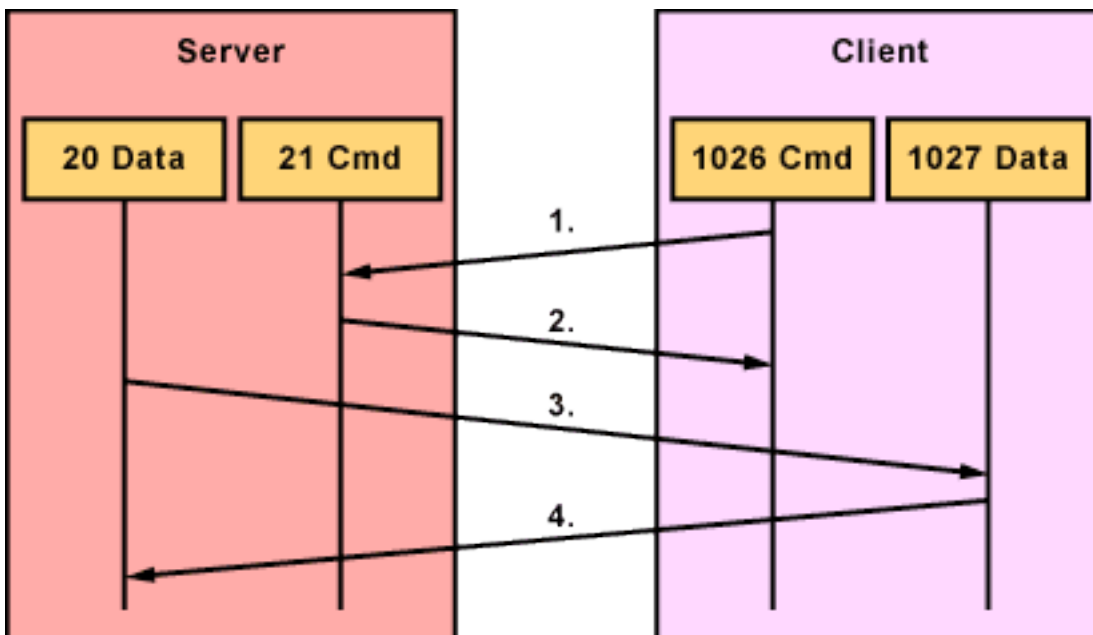 Server
Client
20 Data
21 Cmd
1026 Cmd
1027 Data
1.
2.
3.
4.